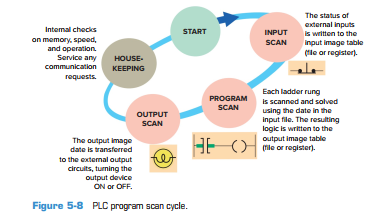 START
The status of
external inputs
is written to the
input image table
(file or register).
INPUT
SCAN
Each ladder rung
is scanned and solved
using the date in the
input file. The resulting
logic is written to the
output image table
(file or register).
PROGRAM
SCAN
OUTPUT
SCAN
The output image
date is transferred
to the external output
circuits, turning the
output device
ON or OFF.
HOUSE-
KEEPING
Internal checks
on memory, speed,
and operation.
Service any
communication
requests.
Figure 5-8 PLC program scan cycle.